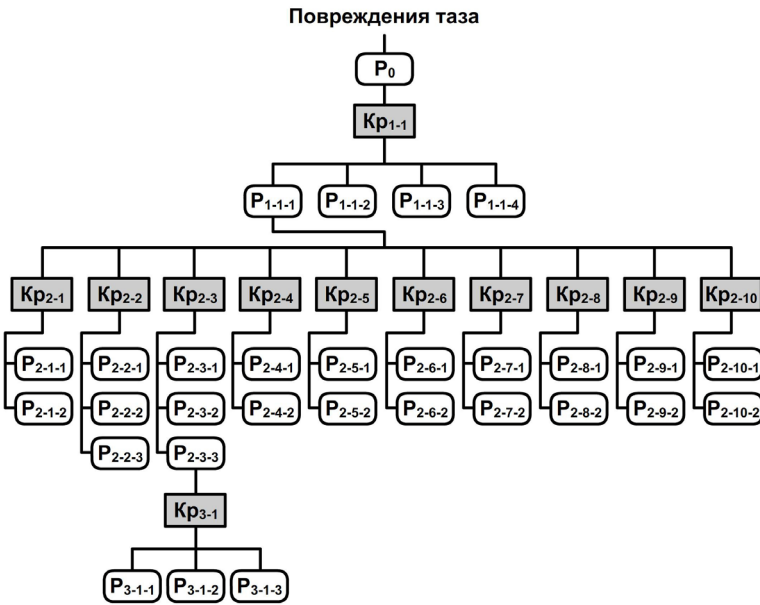 Повреждения таза
P0
Кр1-1
P1-1-1 P1-1-2 P1-1-3 P1-1-4
Кр2-1 Кр2-2 Кр2-3 Кр2-4 Кр2-5 Кр2-6 Кр2-7 Кр2-8 Кр2-9 Кр2-10
P2-1-1 P2-2-1 P2-3-1 P2-4-1 P2-5-1 P2-6-1 P2-7-1 P2-8-1 P2-9-1 P2-10-1
P2-1-2 P2-2-2 P2-3-2 P2-4-2 P2-5-2 P2-6-2 P2-7-2 P2-8-2 P2-9-2 P2-10-2
P2-2-3 P2-3-3
Кр3-1
P3-1-1 P3-1-2 P3-1-3